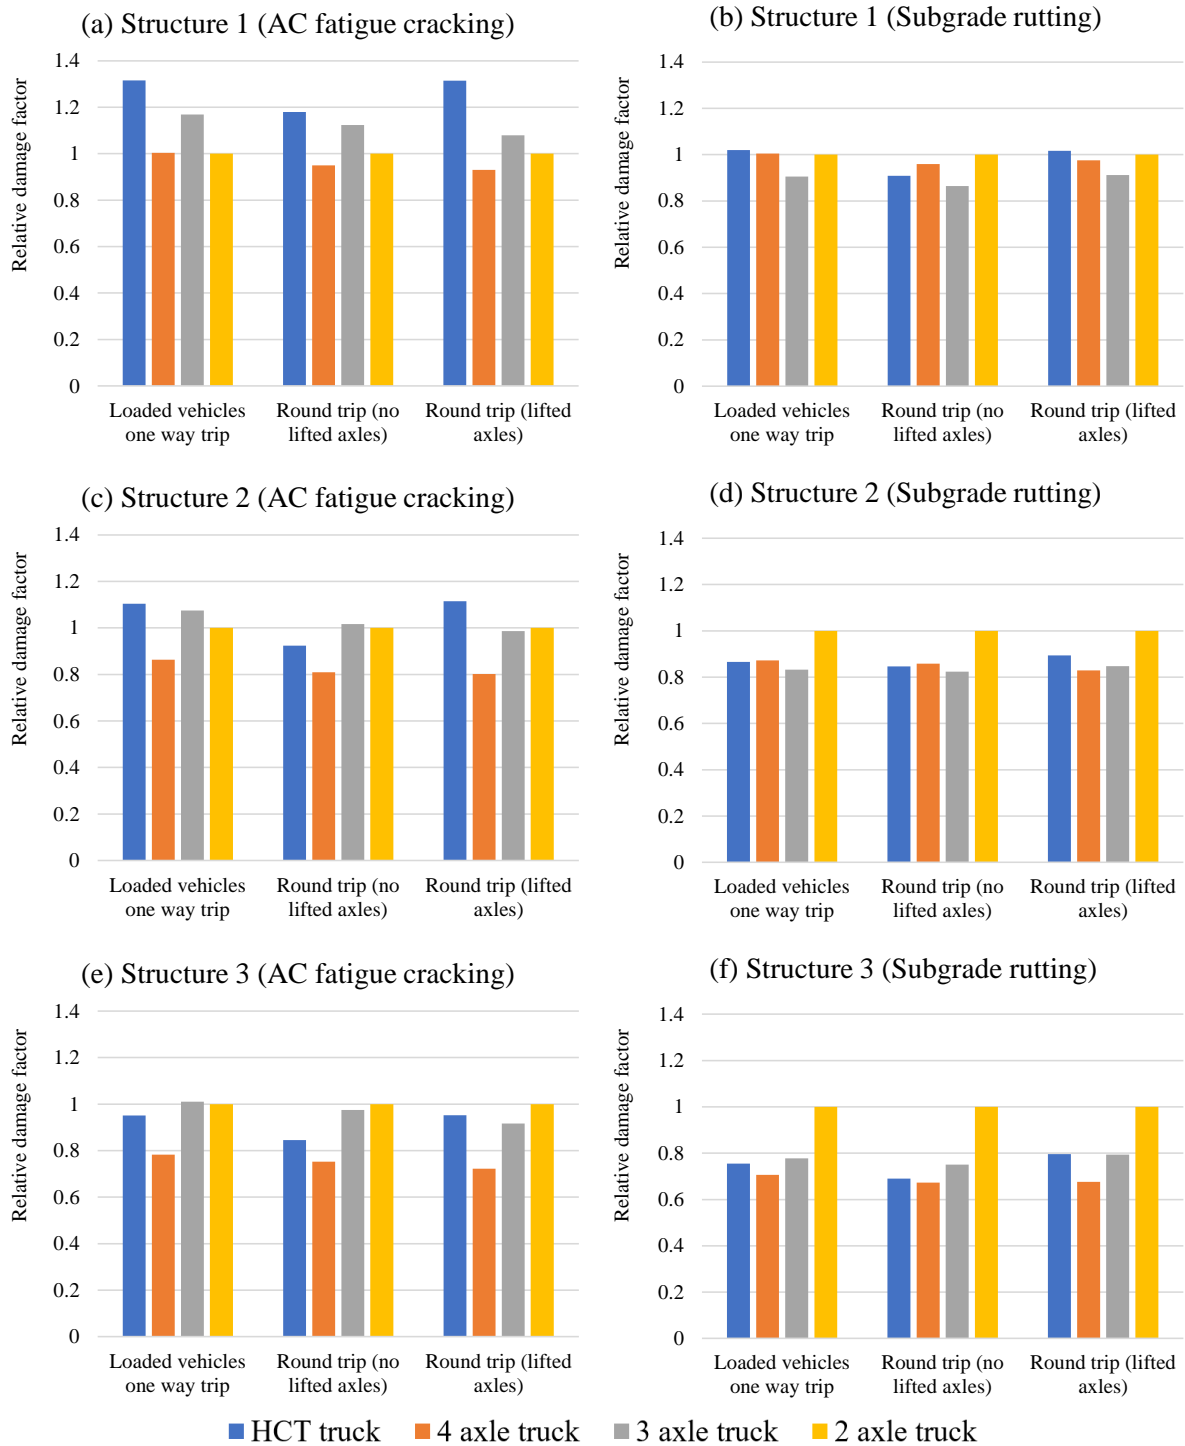 (a) Structure 1 (AC fatigue cracking)
Relative damage factor
1.4
1.2
1
0.8
0.6
0.4
0.2
0
Loaded vehicles
one way trip
Round trip (no
lifted axles)
Round trip (lifted
axles)
(b) Structure 1 (Subgrade rutting)
Relative damage factor
1.4
1.2
1
0.8
0.6
0.4
0.2
0
Loaded vehicles
one way trip
Round trip (no
lifted axles)
Round trip (lifted
axles)
(c) Structure 2 (AC fatigue cracking)
Relative damage factor
1.4
1.2
1
0.8
0.6
0.4
0.2
0
Loaded vehicles
one way trip
Round trip (no
lifted axles)
Round trip (lifted
axles)
(d) Structure 2 (Subgrade rutting)
Relative damage factor
1.4
1.2
1
0.8
0.6
0.4
0.2
0
Loaded vehicles
one way trip
Round trip (no
lifted axles)
Round trip (lifted
axles)
(e) Structure 3 (AC fatigue cracking)
Relative damage factor
1.4
1.2
1
0.8
0.6
0.4
0.2
0
Loaded vehicles
one way trip
Round trip (no
lifted axles)
Round trip (lifted
axles)
(f) Structure 3 (Subgrade rutting)
Relative damage factor
1.4
1.2
1
0.8
0.6
0.4
0.2
0
Loaded vehicles
one way trip
Round trip (no
lifted axles)
Round trip (lifted
axles)
HCT truck 4 axle truck 3 axle truck 2 axle truck